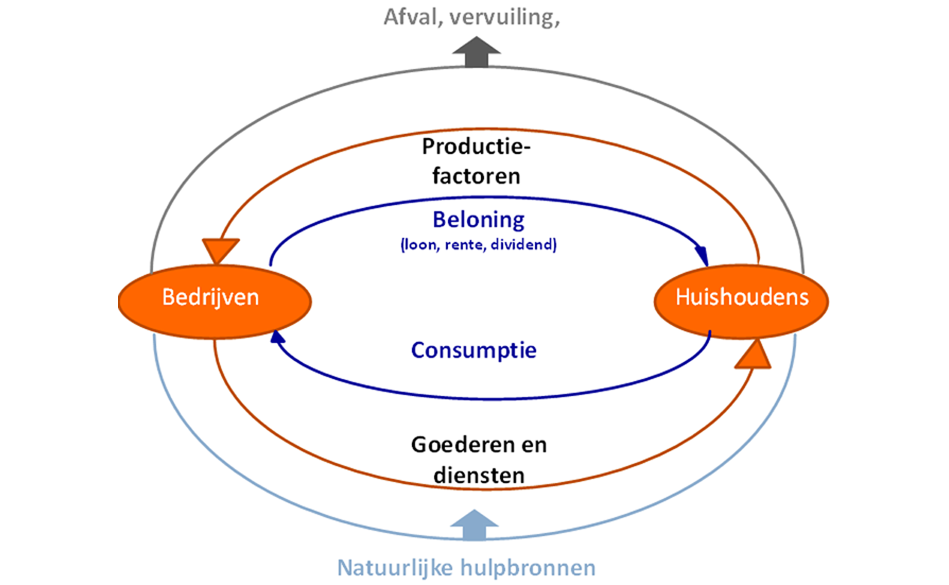 Afval, vervuiling,
Productie-
factoren
Beloning
(loon, rente, dividend)
Bedrijven
Huishoudens
Consumptie
Goederen en
diensten
Natuurlijke hulpbronnen